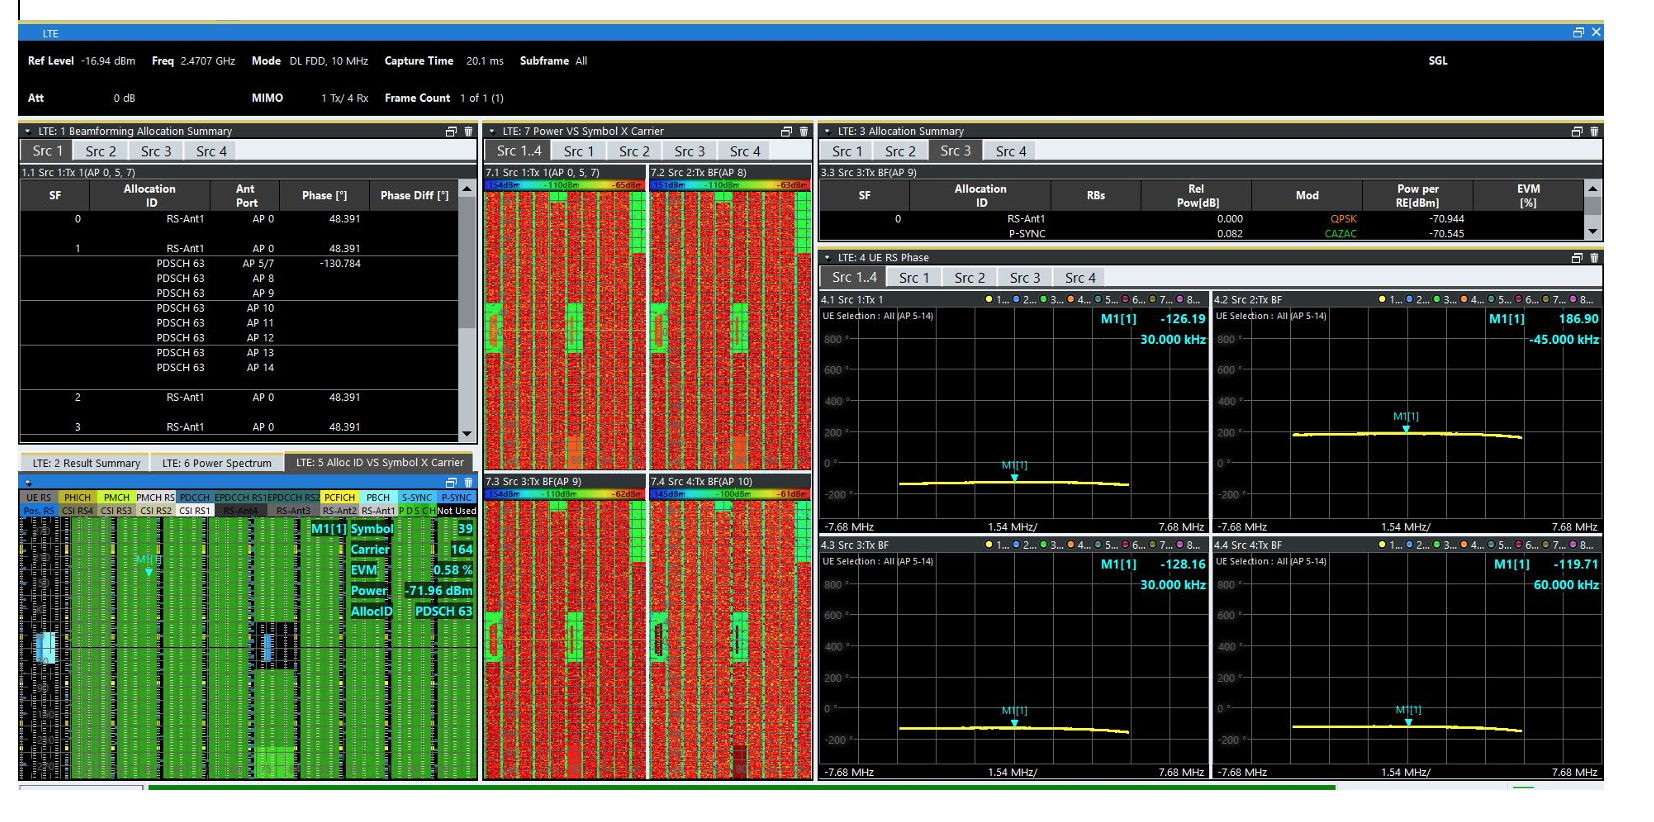 LTE
Ref Level -16.94 dBm Freq 2.4707 GHz Mode DL FDD, 10 MHz Capture Time 20.1 ms Subframe All SGL
Att 0 dB MIMO 1 Tx/ 4 Rx Frame Count 1 of 1 (1)
LTE: 1 Beamforming Allocation Summary
Src 1 Src 2 Src 3 Src 4
1.1 Src 1:Tx 1(AP 0, 5, 7)
SF Allocation ID Ant Port Phase [°] Phase Diff [°]
0 RS-Ant1 AP 0 48.391
1 RS-Ant1 AP 0 48.391
PDSCH 63 AP 5/7 -130.784
PDSCH 63 AP 8
PDSCH 63 AP 9
PDSCH 63 AP 10
PDSCH 63 AP 11
PDSCH 63 AP 12
PDSCH 63 AP 13
PDSCH 63 AP 14
2 RS-Ant1 AP 0 48.391
3 RS-Ant1 AP 0 48.391
LTE: 2 Result Summary LTE: 6 Power Spectrum LTE: 5 Alloc ID VS Symbol X Carrier
UE RS PHICH PMCH PMCH RS PDCCH EPDCCH RS1 EPDCCH RS2 PCFICH PBCH S-SYNC P-SYNC
Pos. RS CSI RS4 CSI RS3 CSI RS2 CSI RS1 RS-Ant4 RS-Ant3 RS-Ant2 RS-Ant1 P D S C H Not Used
M1[1] Symbol 39
Carrier 164
EVM 0.58 %
Power -71.96 dBm
AllocID PDSCH 63
M1[1]
LTE: 7 Power VS Symbol X Carrier
Src 1..4 Src 1 Src 2 Src 3 Src 4
7.1 Src 1:Tx 1(AP 0, 5, 7)
-154dBm -110dBm -65dBm
7.2 Src 2:Tx BF(AP 8)
-151dBm -110dBm -63dBm
7.3 Src 3:Tx BF(AP 9)
-154dBm -110dBm -62dBm
7.4 Src 4:Tx BF(AP 10)
-145dBm -100dBm -61dBm
LTE: 3 Allocation Summary
Src 1 Src 2 Src 3 Src 4
3.3 Src 3:Tx BF(AP 9)
SF Allocation ID RBs Rel Pow[dB] Mod Pow per RE[dBm] EVM [%]
0 RS-Ant1 0.000 QPSK -70.944
P-SYNC 0.082 CAZAC -70.545
LTE: 4 UE RS Phase
Src 1..4 Src 1 Src 2 Src 3 Src 4
4.1 Src 1:Tx 1 1... 2... 3... 4... 5... 6... 7... 8...
UE Selection : All (AP 5-14) M1[1] -126.19
30.000 kHz
800 °
600 °
400 °
200 °
0 °
-200 °
M1[1]
-7.68 MHz 1.54 MHz/ 7.68 MHz
4.2 Src 2:Tx BF 1... 2... 3... 4... 5... 6... 7... 8...
UE Selection : All (AP 5-14) M1[1] 186.90
-45.000 kHz
800 °
600 °
400 °
200 °
0 °
-200 °
M1[1]
-7.68 MHz 1.54 MHz/ 7.68 MHz
4.3 Src 3:Tx BF 1... 2... 3... 4... 5... 6... 7... 8...
UE Selection : All (AP 5-14) M1[1] -128.16
30.000 kHz
800 °
600 °
400 °
200 °
0 °
-200 °
M1[1]
-7.68 MHz 1.54 MHz/ 7.68 MHz
4.4 Src 4:Tx BF 1... 2... 3... 4... 5... 6... 7... 8...
UE Selection : All (AP 5-14) M1[1] -119.71
60.000 kHz
800 °
600 °
400 °
200 °
0 °
-200 °
M1[1]
-7.68 MHz 1.54 MHz/ 7.68 MHz